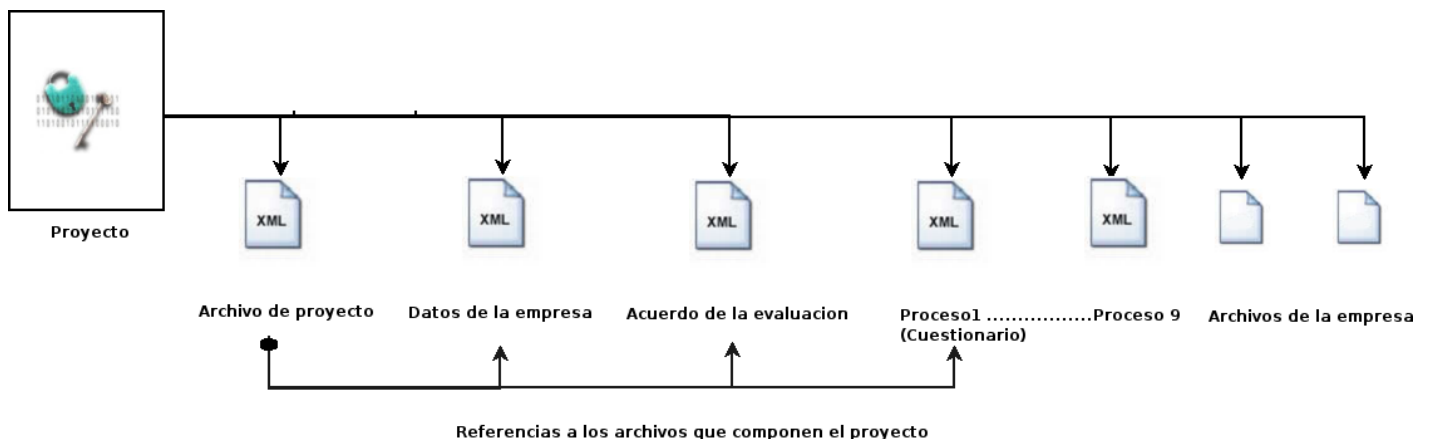 XML
XML
XML
XML
XML
Proyecto
Archivo de proyecto
Datos de la empresa
Acuerdo de la evaluacion
Proceso1 .................Proceso 9
(Cuestionario)
Archivos de la empresa
Referencias a los archivos que componen el proyecto